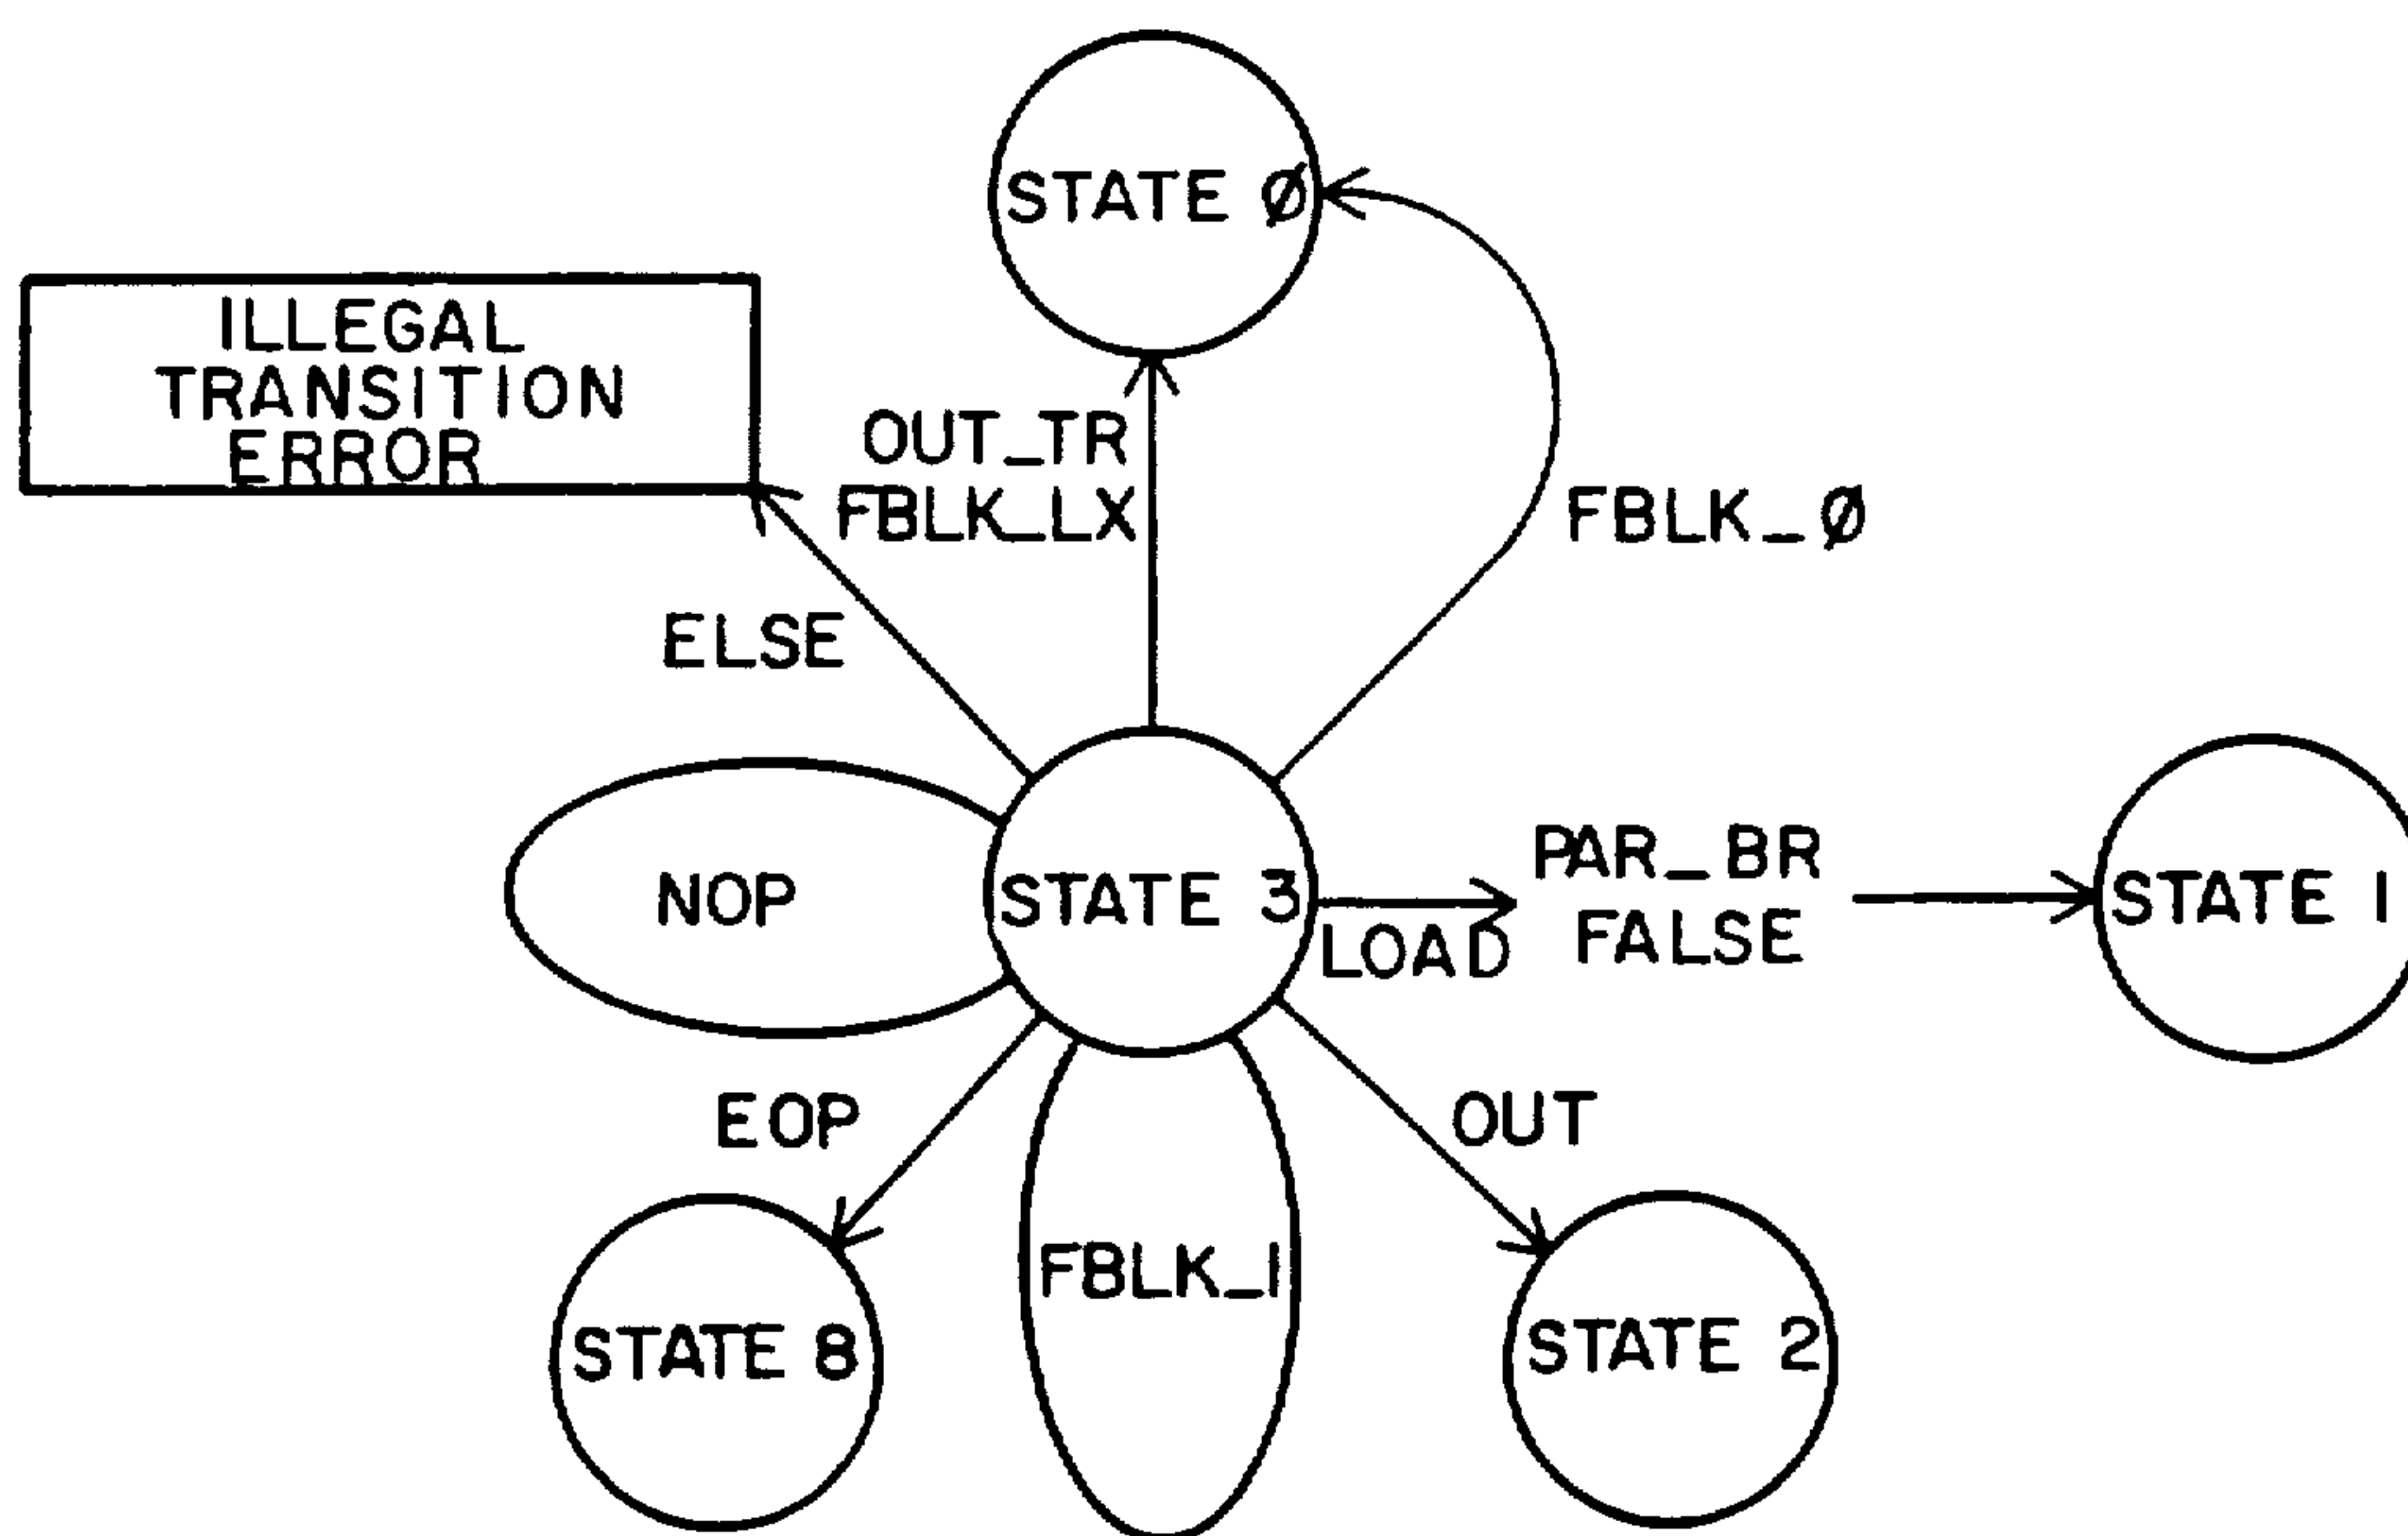 STATE Ø
ILLEGAL
TRANSITION
ERROR
OUT_TR
FBLK_LX
FBLK_Ø
ELSE
NOP
STATE 3
LOAD
PAR_BR
FALSE
STATE 1
EOP
OUT
FBLK_1
STATE 8
STATE 2